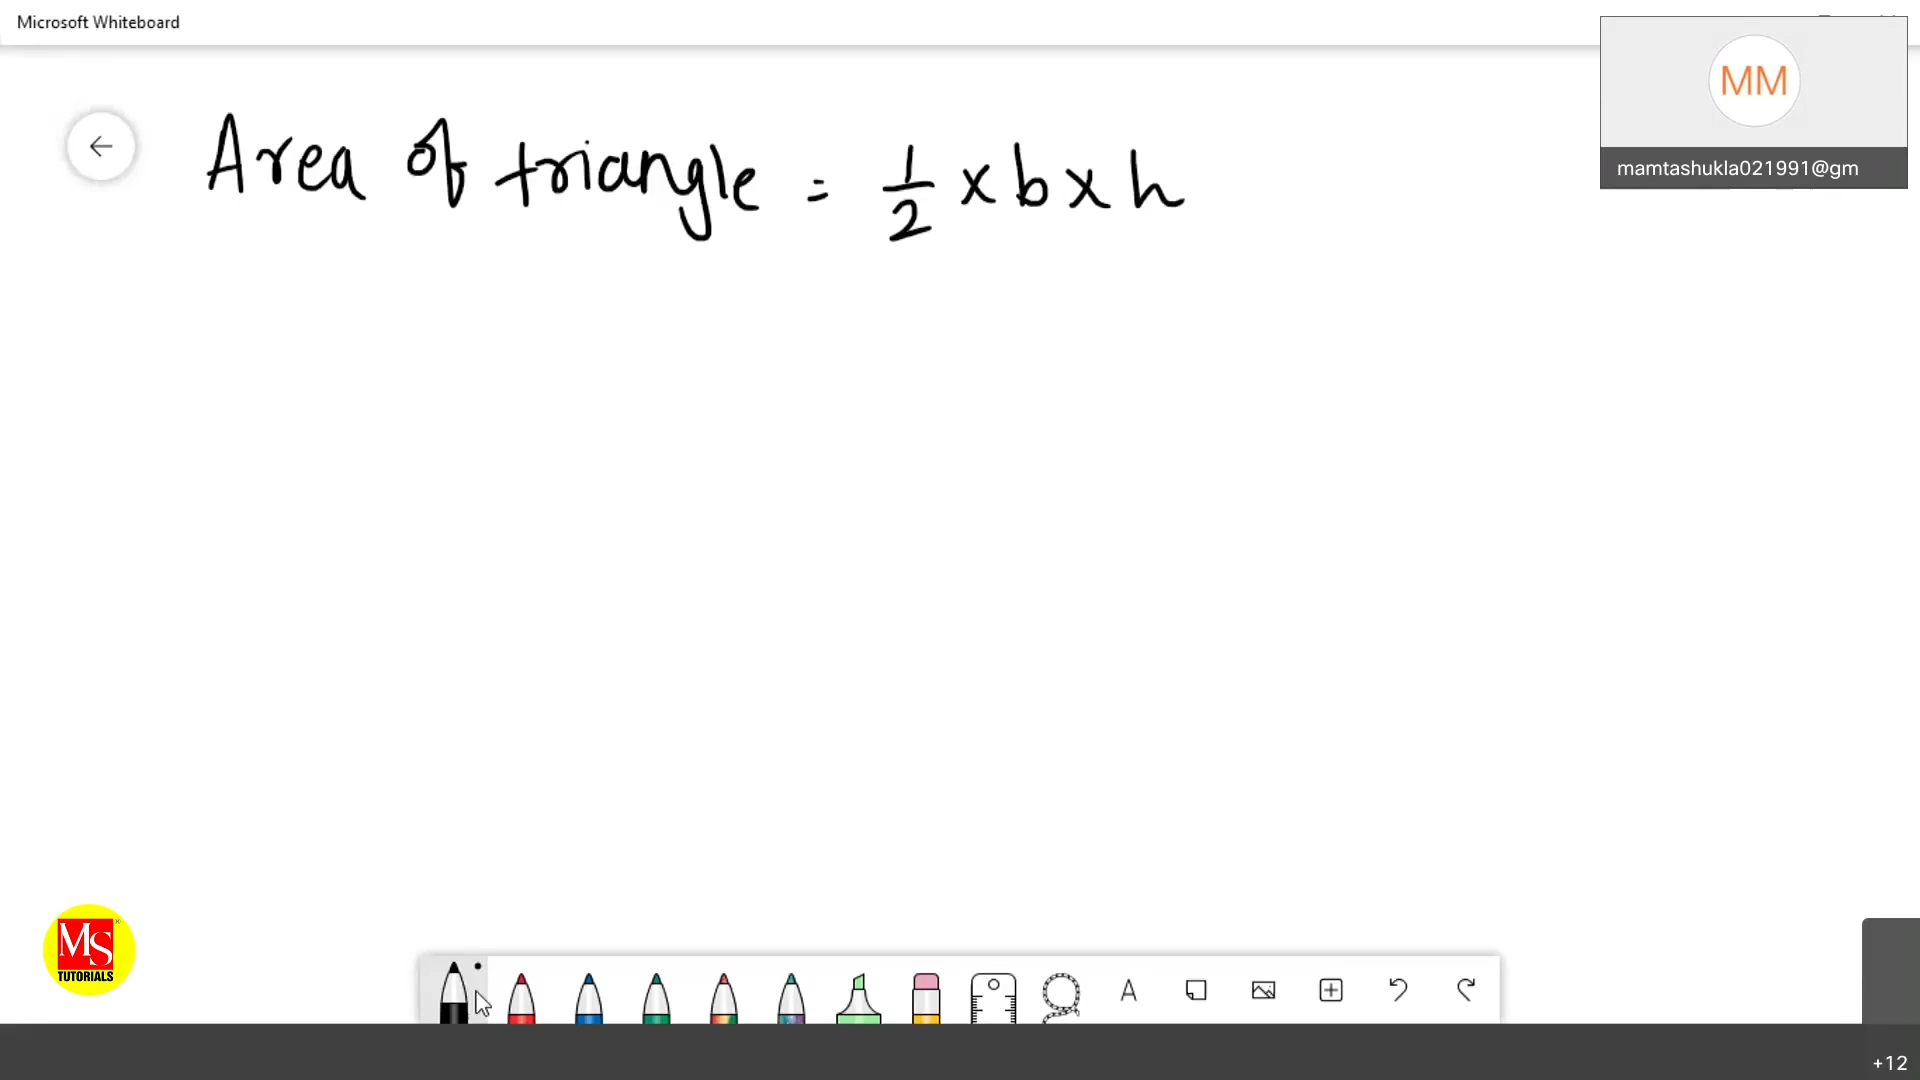 Microsoft Whiteboard
MM
mamtashukla021991@gm
Area of triangle = 1/2 x b x h
MS
TUTORIALS
A
+12